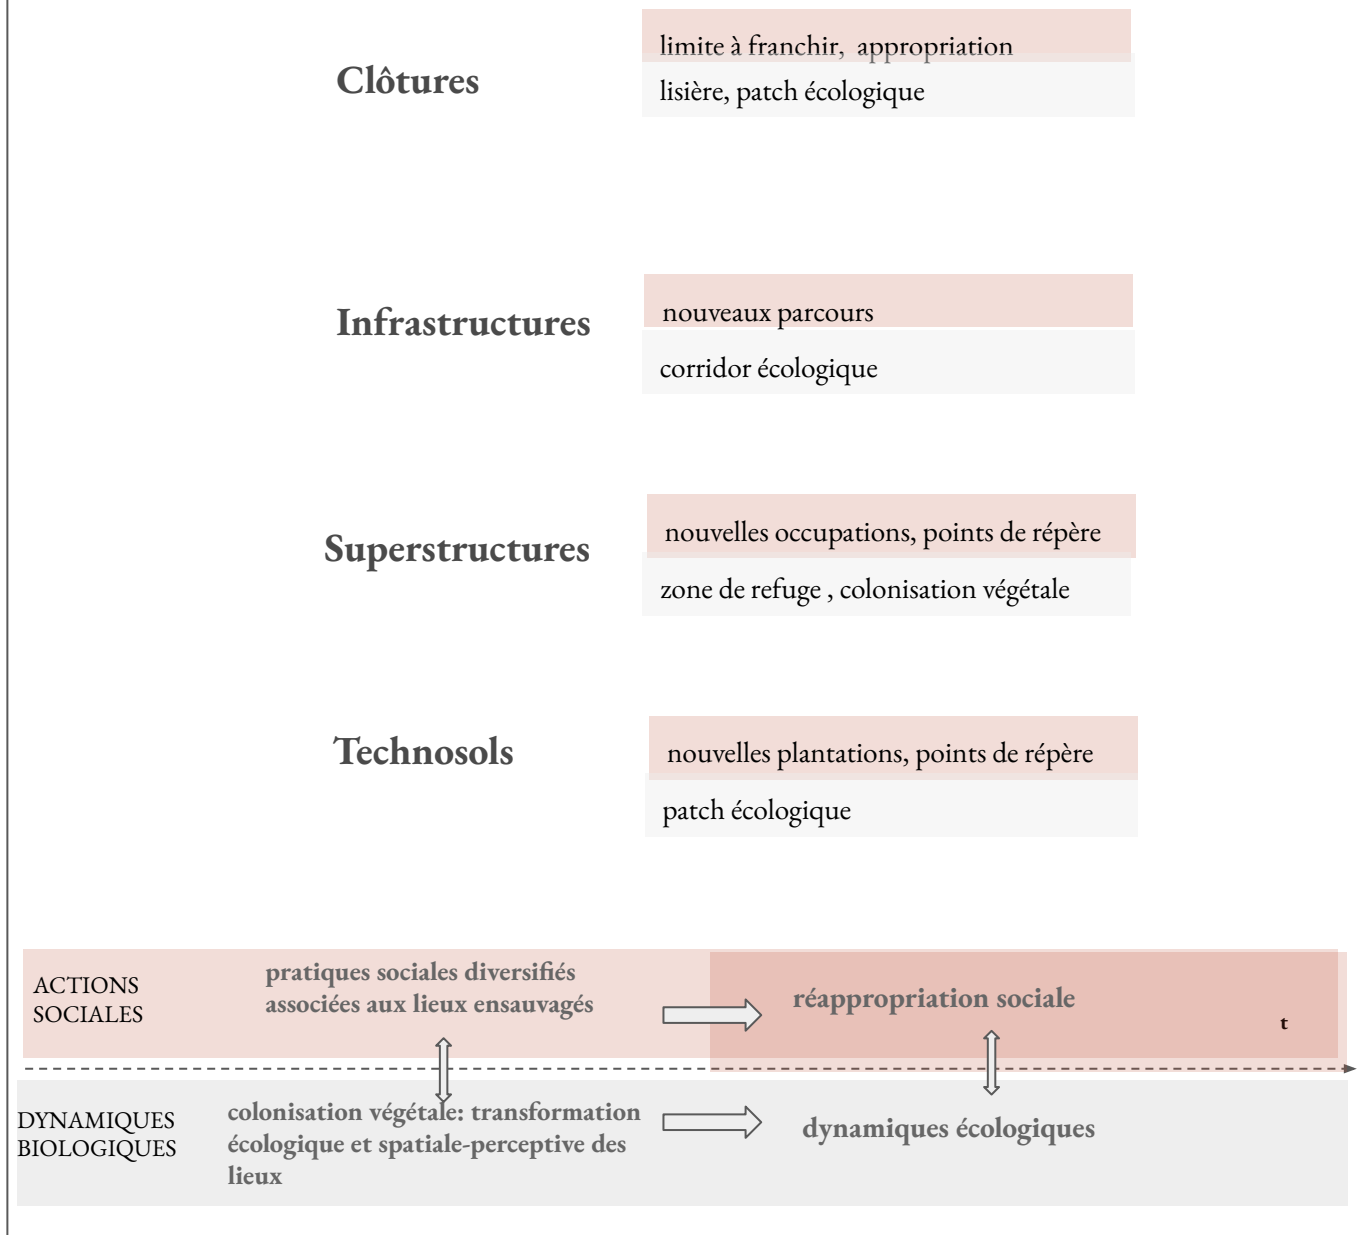 Clôtures
limite à franchir, appropriation
lisière, patch écologique
Infrastructures
nouveaux parcours
corridor écologique
Superstructures
nouvelles occupations, points de répère
zone de refuge , colonisation végétale
Technosols
nouvelles plantations, points de répère
patch écologique
ACTIONS
SOCIALES
pratiques sociales diversifiés
associées aux lieux ensauvagés
réappropriation sociale
t
DYNAMIQUES
BIOLOGIQUES
colonisation végétale: transformation
écologique et spatiale-perceptive des
lieux
dynamiques écologiques